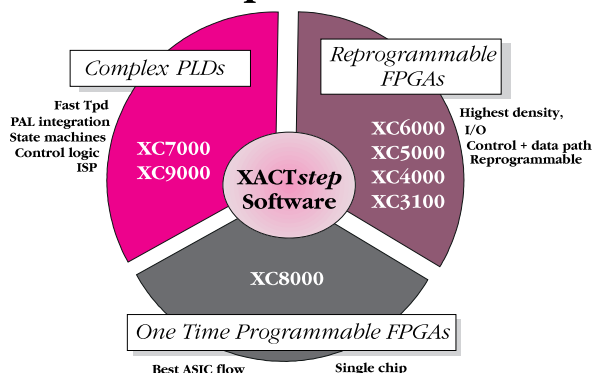 Complex PLDs
Fast Tpd
PAL integration
State machines
Control logic
ISP
XC7000
XC9000
Reprogrammable
FPGAs
XC6000
XC5000
XC4000
XC3100
Highest density,
I/O
Control + data path
Reprogrammable
XACTstep
Software
XC8000
One Time Programmable FPGAs
Best ASIC flow
Single chip